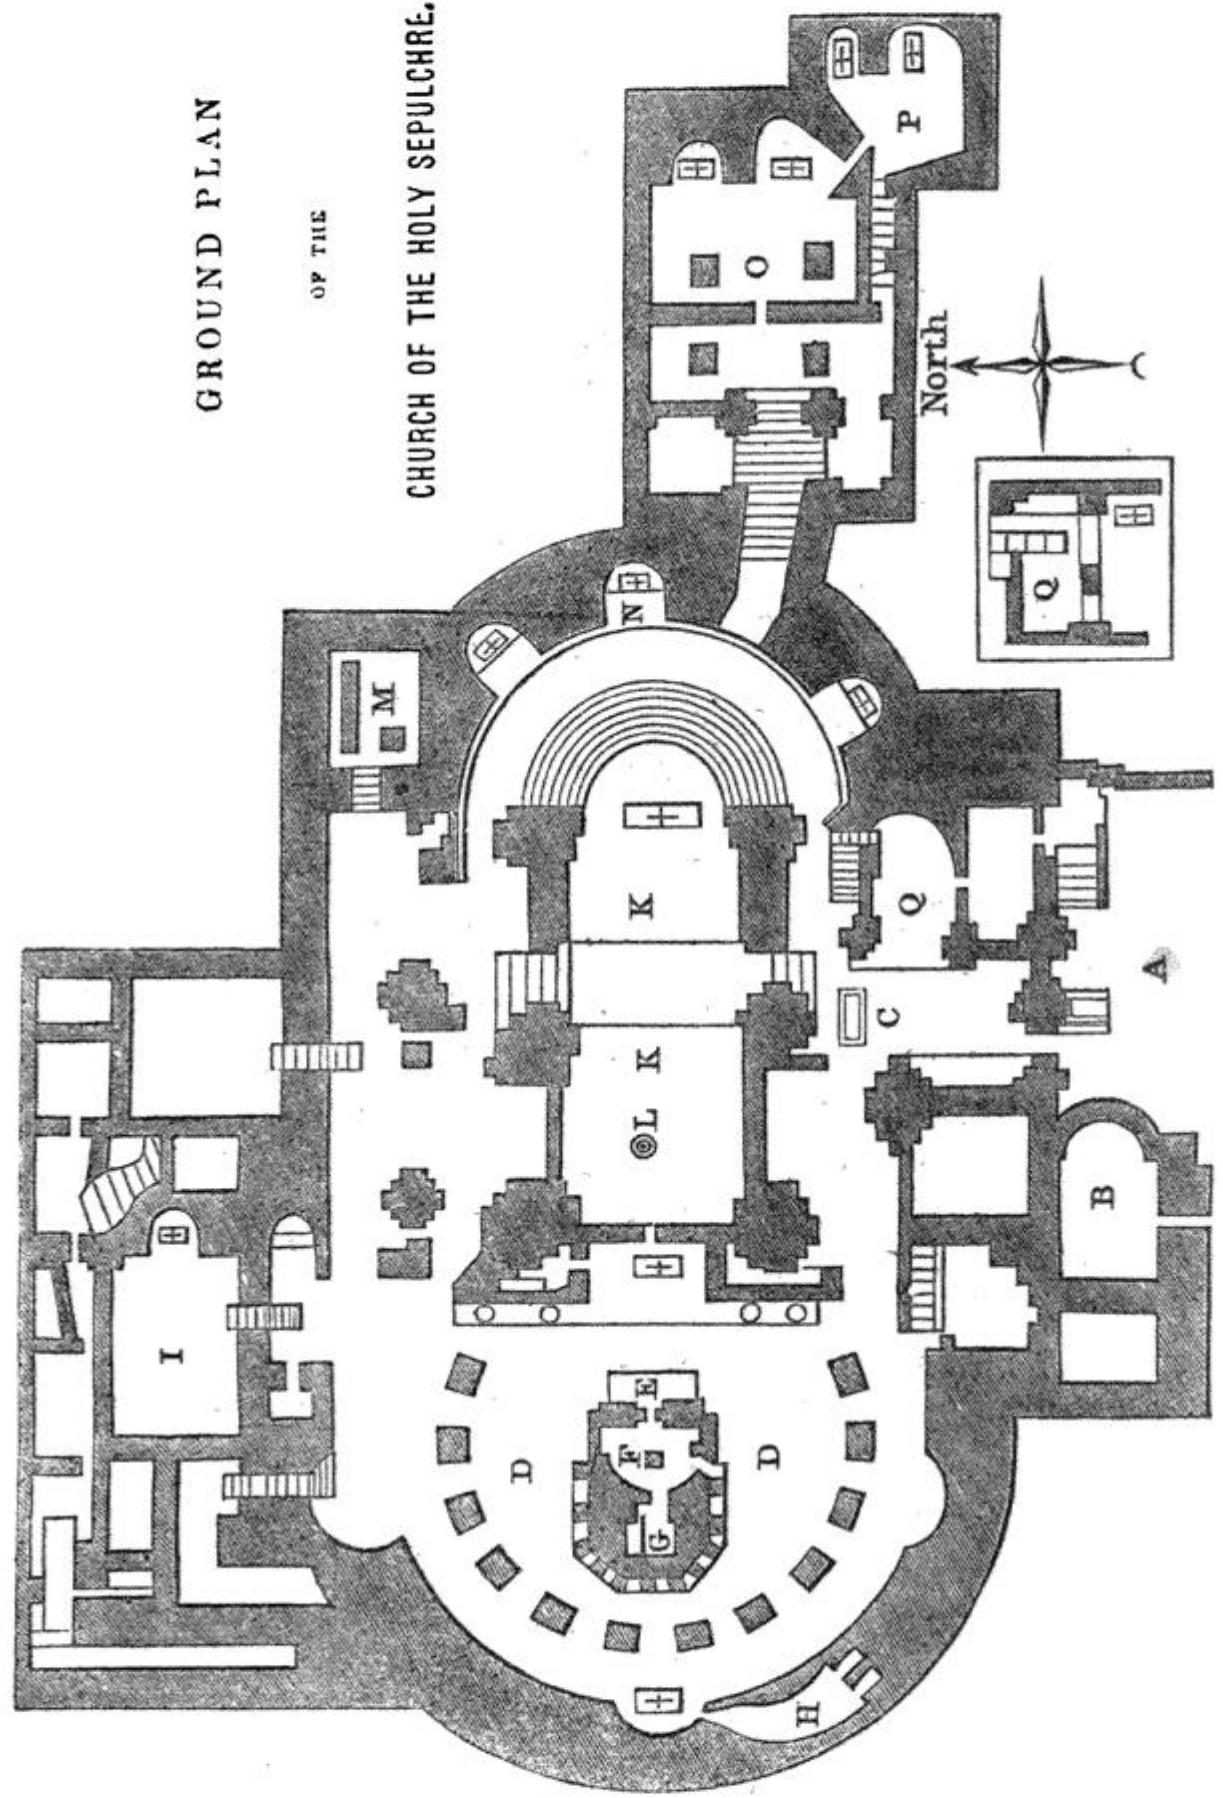 GROUND PLAN
OF THE
CHURCH OF THE HOLY SEPULCHRE.
P
O
North
N
M
Q
K
Q
A
C
K
L
B
I
E
D
F
D
G
H